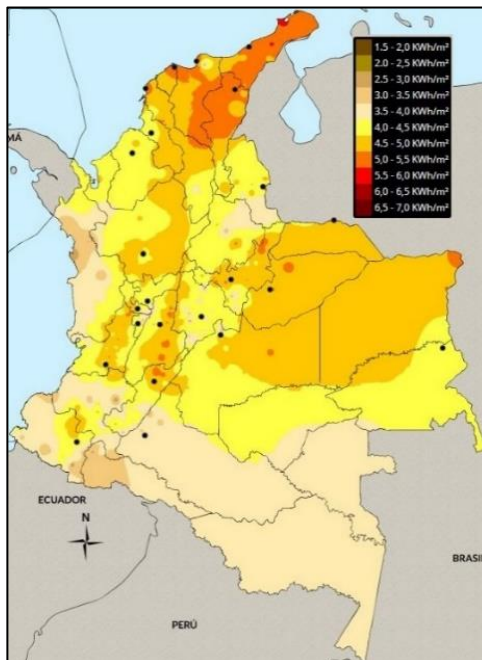 1.5 - 2,0 KWh/m²
2.0 - 2,5 KWh/m²
2.5 - 3,0 KWh/m²
3.0 - 3.5 KWh/m²
3.5 - 4,0 KWh/m²
4,0 - 4,5 KWh/m²
4.5 - 5,0 KWh/m²
5,0 - 5,5 KWh/m²
5.5 - 6,0 KWh/m²
6,0 - 6,5 KWh/m²
6,5 - 7,0 KWh/m²
MÁ
ECUADOR
N
BRASI
PERÚ